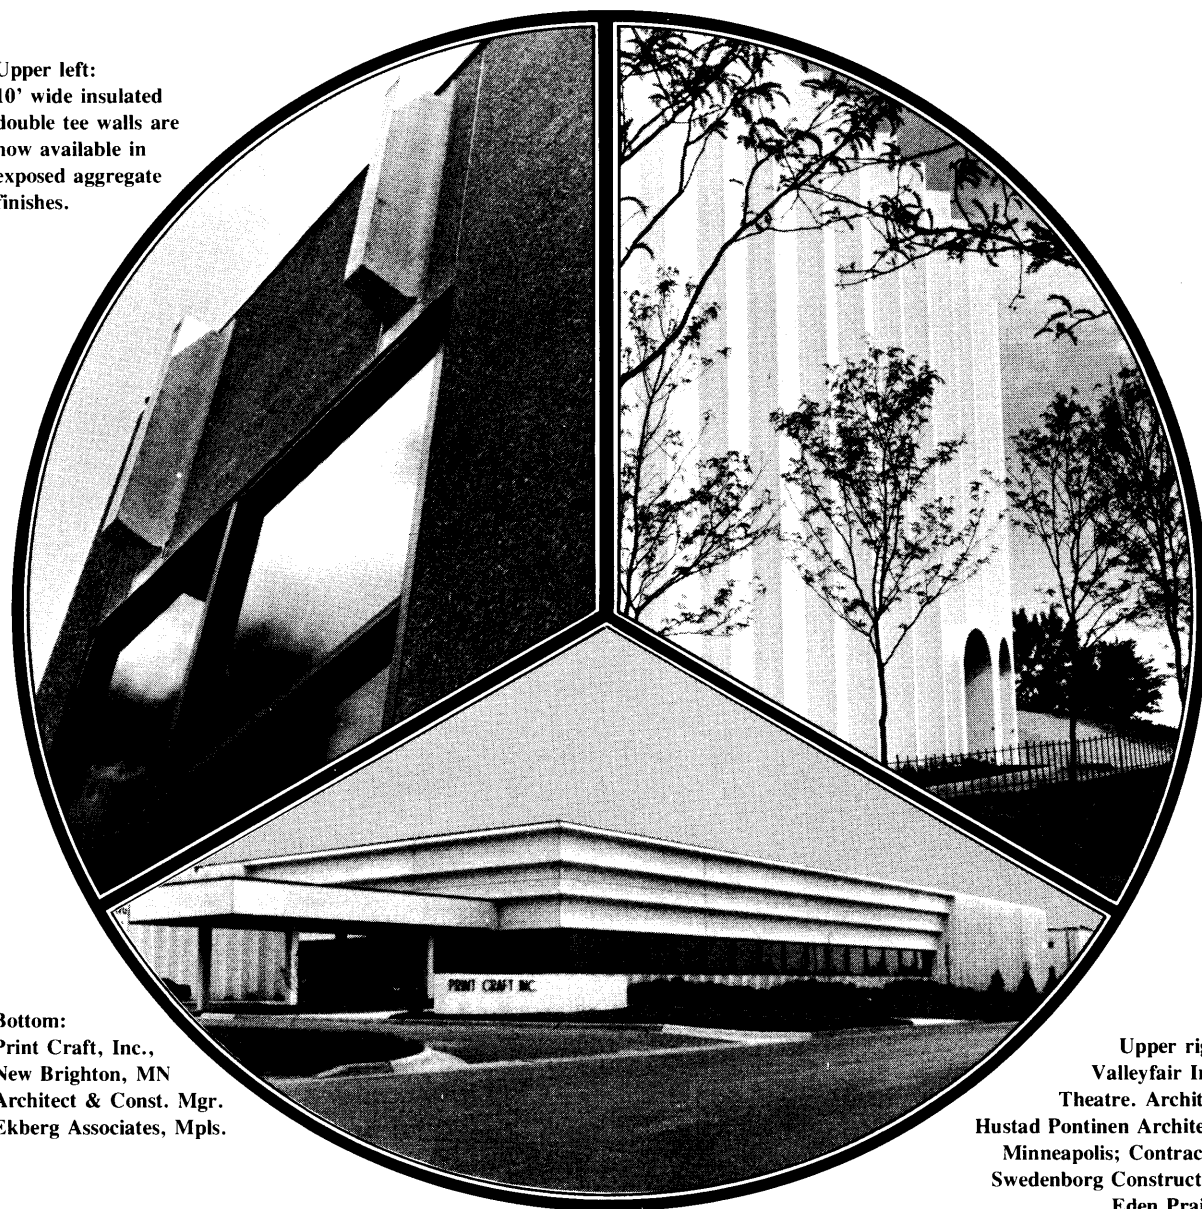 Upper left:
10' wide insulated
double tee walls are
now available in
exposed aggregate
finishes.
PRINT CRAFT INC.
Bottom:
Print Craft, Inc.,
New Brighton, MN
Architect & Const. Mgr.
Ekberg Associates, Mpls.
Upper rig
Valleyfair
Theatre. Archit
Hustad Pontinen Archite
Minneapolis; Contrac
Swedenborg Construct
Eden Prai